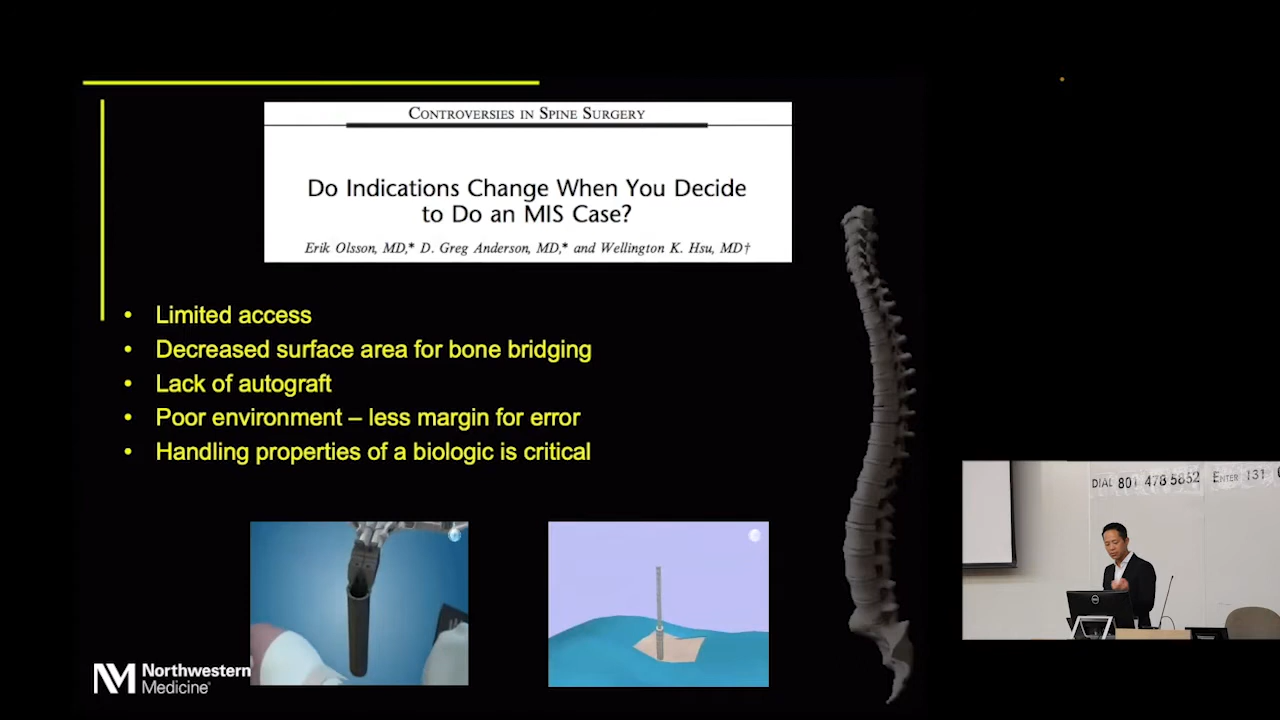 CONTROVERSIES IN SPINE SURGERY
Do Indications Change When You Decide
to Do an MIS Case?
Erik Olsson, MD,* D. Greg Anderson, MD,* and Wellington K. Hsu, MD†
• Limited access
• Decreased surface area for bone bridging
• Lack of autograft
• Poor environment – less margin for error
• Handling properties of a biologic is critical
DIAL 801 478 5852 ENTER 131
DELL
Northwestern
Medicine®